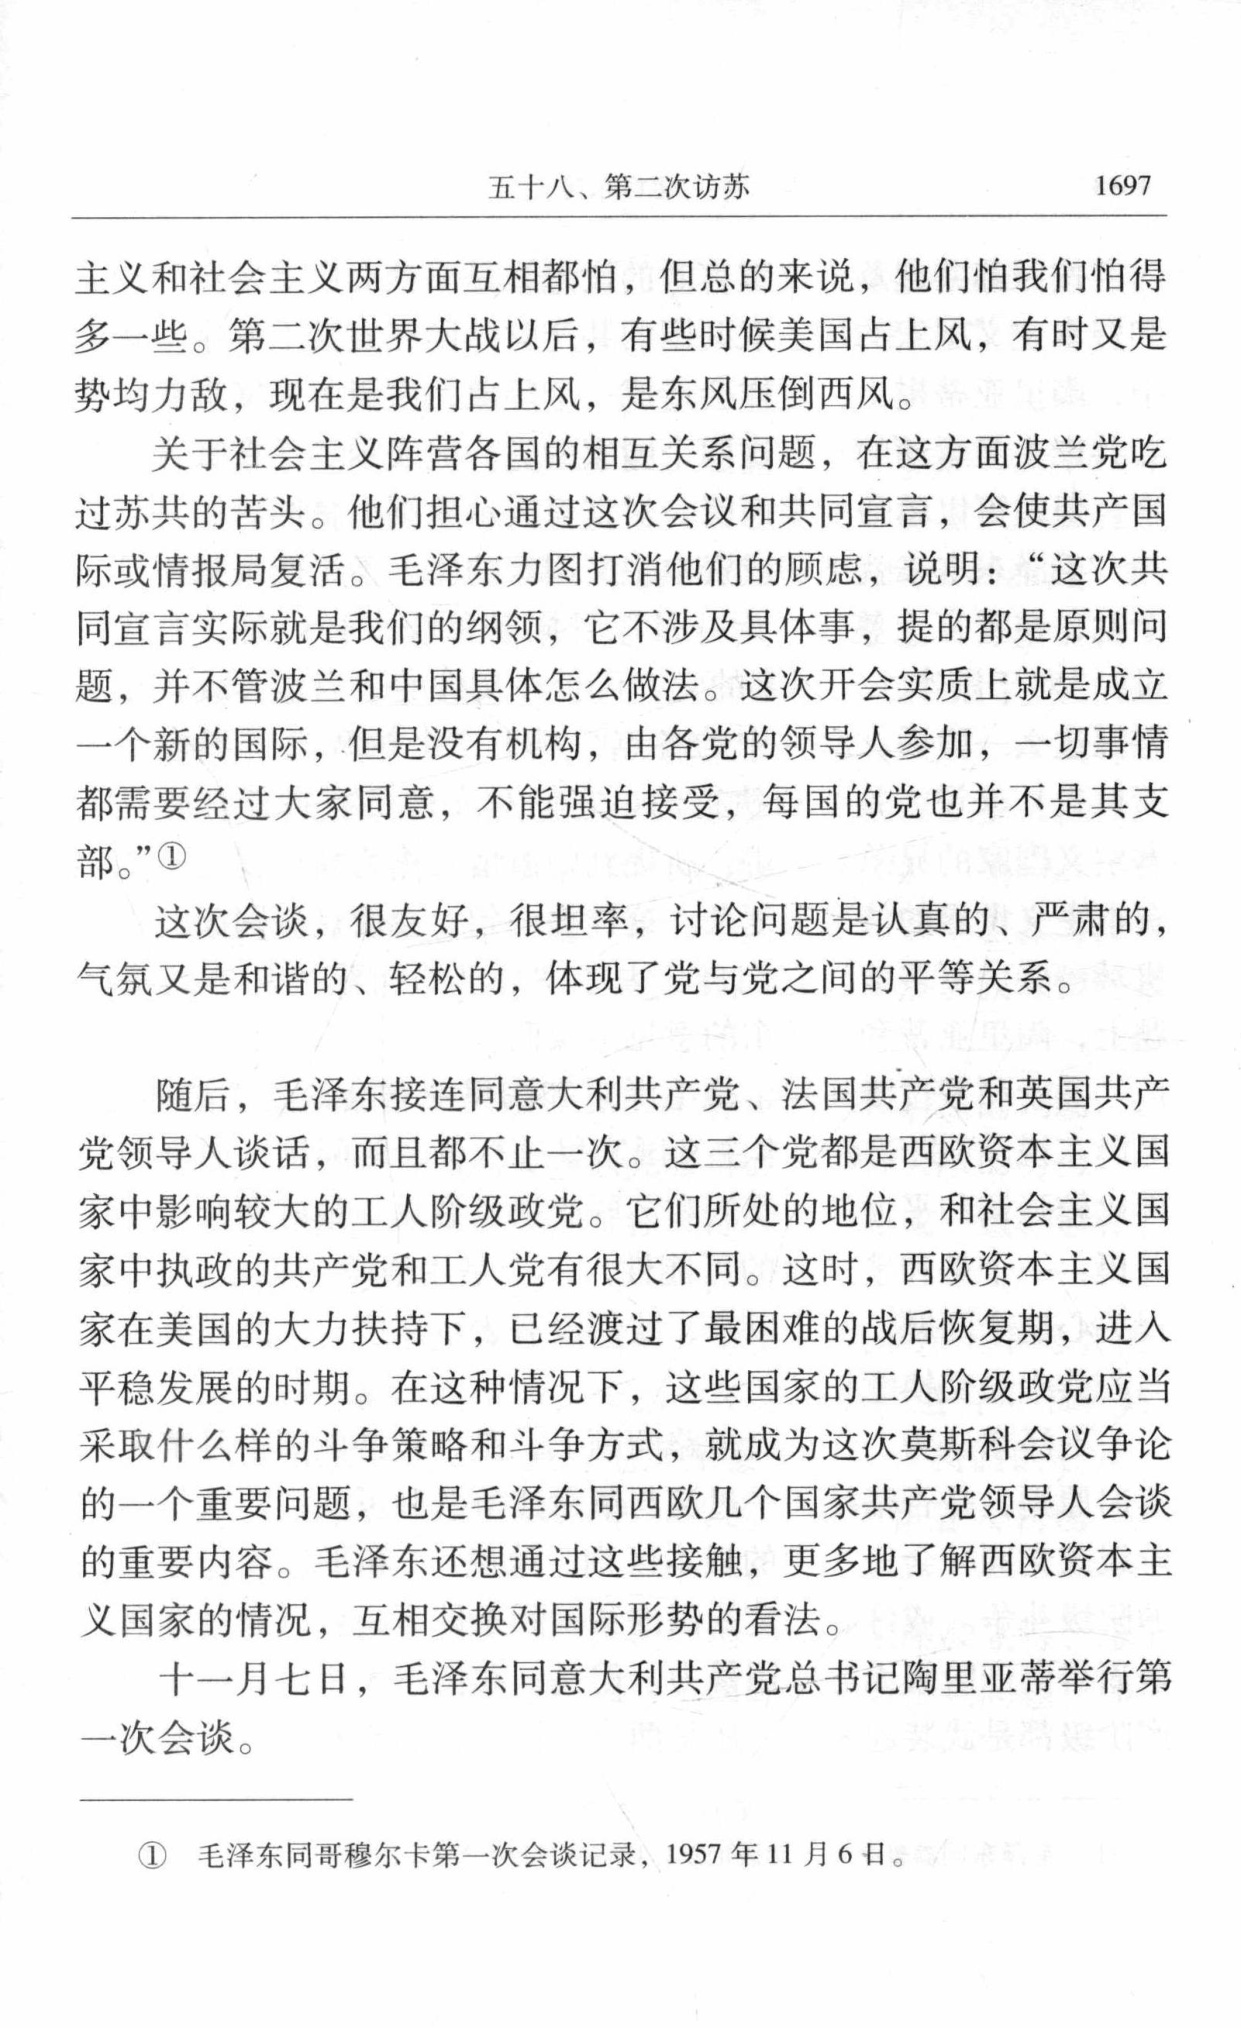 五十八、第二次访苏 1697
主义和社会主义两方面互相都怕，但总的来说，他们怕我们怕得
多一些。第二次世界大战以后，有些时候美国占上风，有时又是
势均力敌，现在是我们占上风，是东风压倒西风。
关于社会主义阵营各国的相互关系问题，在这方面波兰党吃
过苏共的苦头。他们担心通过这次会议和共同宣言，会使共产国
际或情报局复活。毛泽东力图打消他们的顾虑，说明：“这次共
同宣言实际就是我们的纲领，它不涉及具体事，提的都是原则问
题，并不管波兰和中国具体怎么做法。这次开会实质上就是成立
一个新的国际，但是没有机构，由各党的领导人参加，一切事情
都需要经过大家同意，不能强迫接受，每国的党也并不是其支
部。”①
这次会谈，很友好，很坦率，讨论问题是认真的、严肃的，
气氛又是和谐的、轻松的，体现了党与党之间的平等关系。
随后，毛泽东接连同意大利共产党、法国共产党和英国共产
党领导人谈话，而且都不止一次。这三个党都是西欧资本主义国
家中影响较大的工人阶级政党。它们所处的地位，和社会主义国
家中执政的共产党和工人党有很大不同。这时，西欧资本主义国
家在美国的大力扶持下，已经渡过了最困难的战后恢复期，进入
平稳发展的时期。在这种情况下，这些国家的工人阶级政党应当
采取什么样的斗争策略和斗争方式，就成为这次莫斯科会议争论
的一个重要问题，也是毛泽东同西欧几个国家共产党领导人会谈
的重要内容。毛泽东还想通过这些接触，更多地了解西欧资本主
义国家的情况，互相交换对国际形势的看法。
十一月七日，毛泽东同意大利共产党总书记陶里亚蒂举行第
一次会谈。
① 毛泽东同哥穆尔卡第一次会谈记录，1957 年 11 月 6 日。